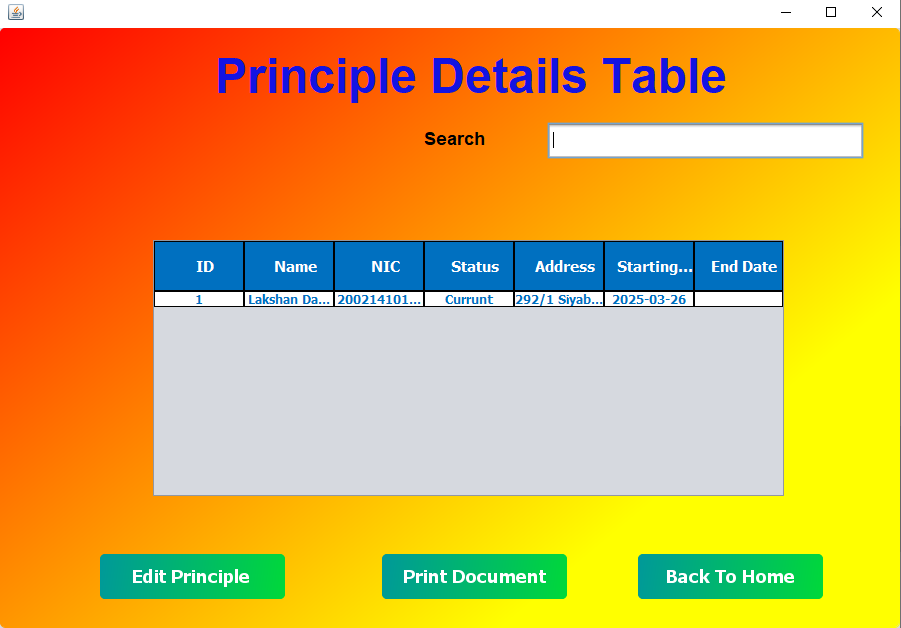 Principle Details Table
Search
ID Name NIC Status Address Starting... End Date
1 Lakshan Da... 200214101... Currunt 292/1 Siyab... 2025-03-26
Edit Principle Print Document Back To Home